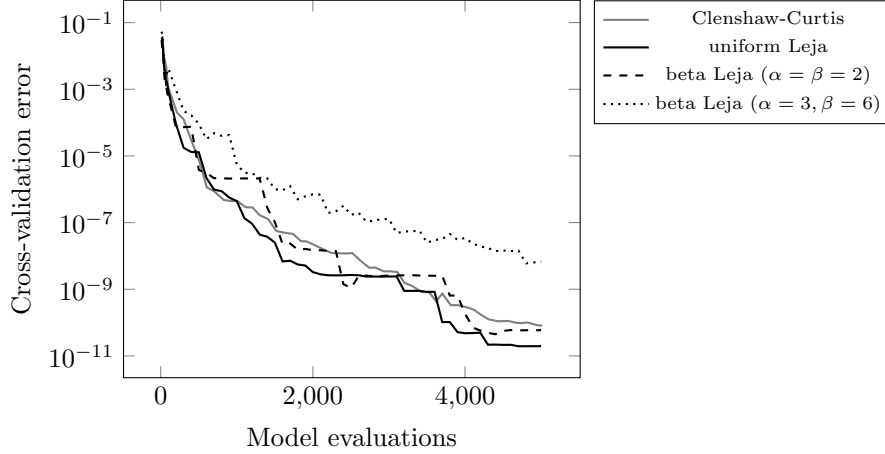 10^{-1}
10^{-3}
10^{-5}
10^{-7}
10^{-9}
10^{-11}
Cross-validation error
0
2,000
4,000
Model evaluations
Clenshaw-Curtis
uniform Leja
beta Leja (α = β = 2)
beta Leja (α = 3, β = 6)